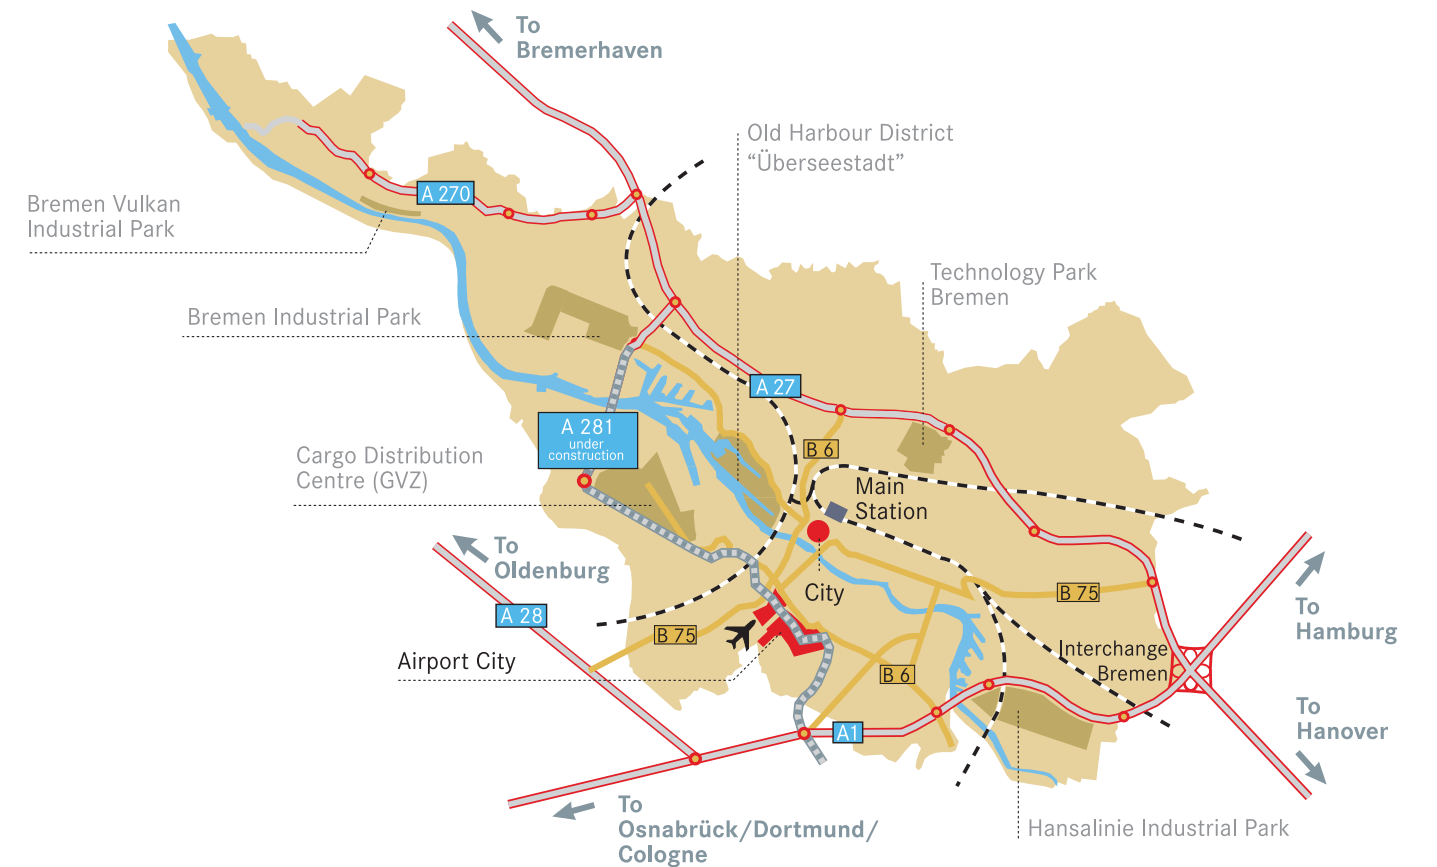 To
Bremerhaven
Old Harbour District
“Überseestadt”
A 270
Bremen Vulkan
Industrial Park
Technology Park
Bremen
Bremen Industrial Park
A 27
A 281
under
construction
B 6
Cargo Distribution
Centre (GVZ)
Main
Station
To
Oldenburg
A 28
City
B 75
To
Hamburg
B 75
Airport City
Interchange
Bremen
B 6
To
Hanover
A1
To
Osnabrück/Dortmund/
Cologne
Hansalinie Industrial Park